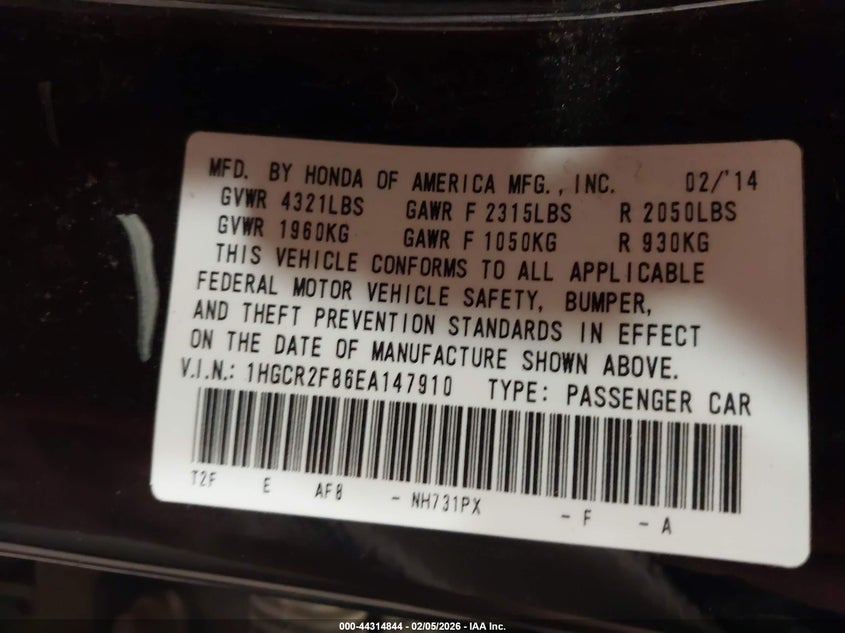 MFD. BY HONDA OF AMERICA MFG., INC. 02/'14
GVWR 4321LBS GAWR F 2315LBS R 2050LBS
GVWR 1960KG GAWR F 1050KG R 930KG
THIS VEHICLE CONFORMS TO ALL APPLICABLE
FEDERAL MOTOR VEHICLE SAFETY, BUMPER,
AND THEFT PREVENTION STANDARDS IN EFFECT
ON THE DATE OF MANUFACTURE SHOWN ABOVE.
V.I.N.: 1HGCR2F86EA147910 TYPE: PASSENGER CAR
T2F E AF8 - NH731PX - F - A
000-44314844 - 02/05/2026 - IAA Inc.